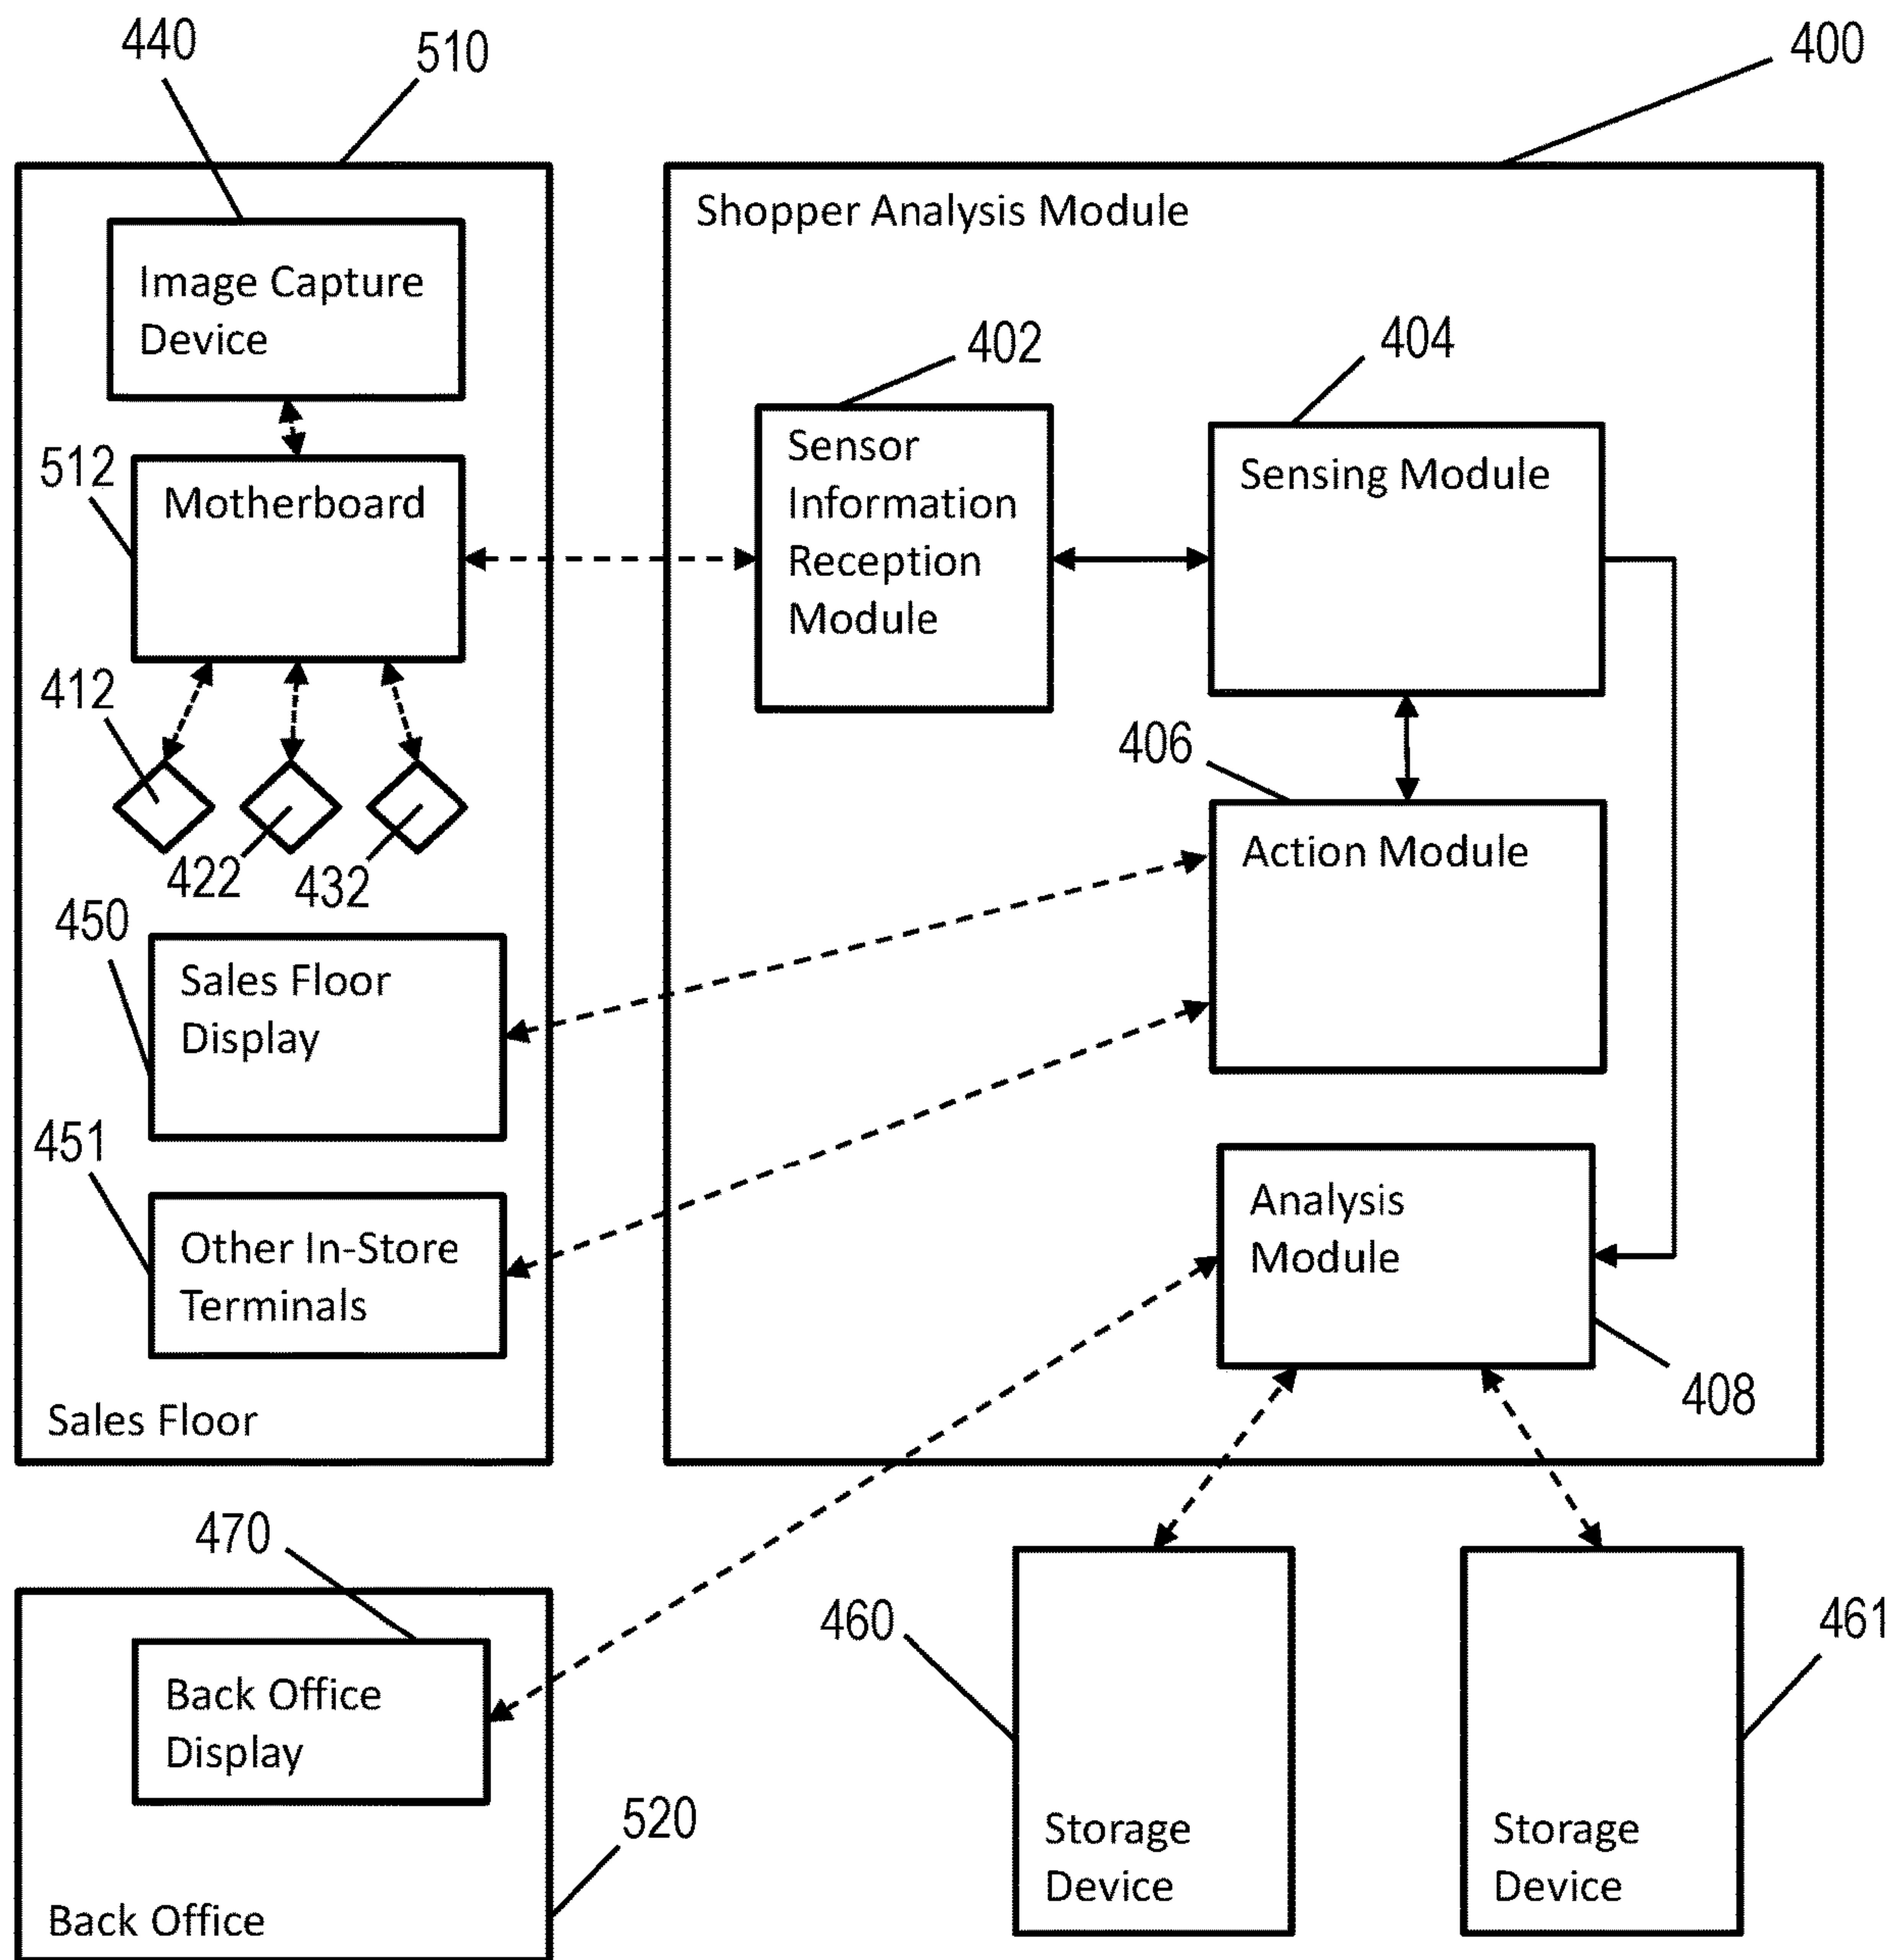 440
510
400
Shopper Analysis Module
Image Capture
Device
402
404
512
Motherboard
Sensor
Information
Reception
Module
Sensing Module
412
406
Action Module
422
432
450
Sales Floor
Display
451
Other In-Store
Terminals
Analysis
Module
408
Sales Floor
470
460
461
Back Office
Display
520
Storage
Device
Storage
Device
Back Office